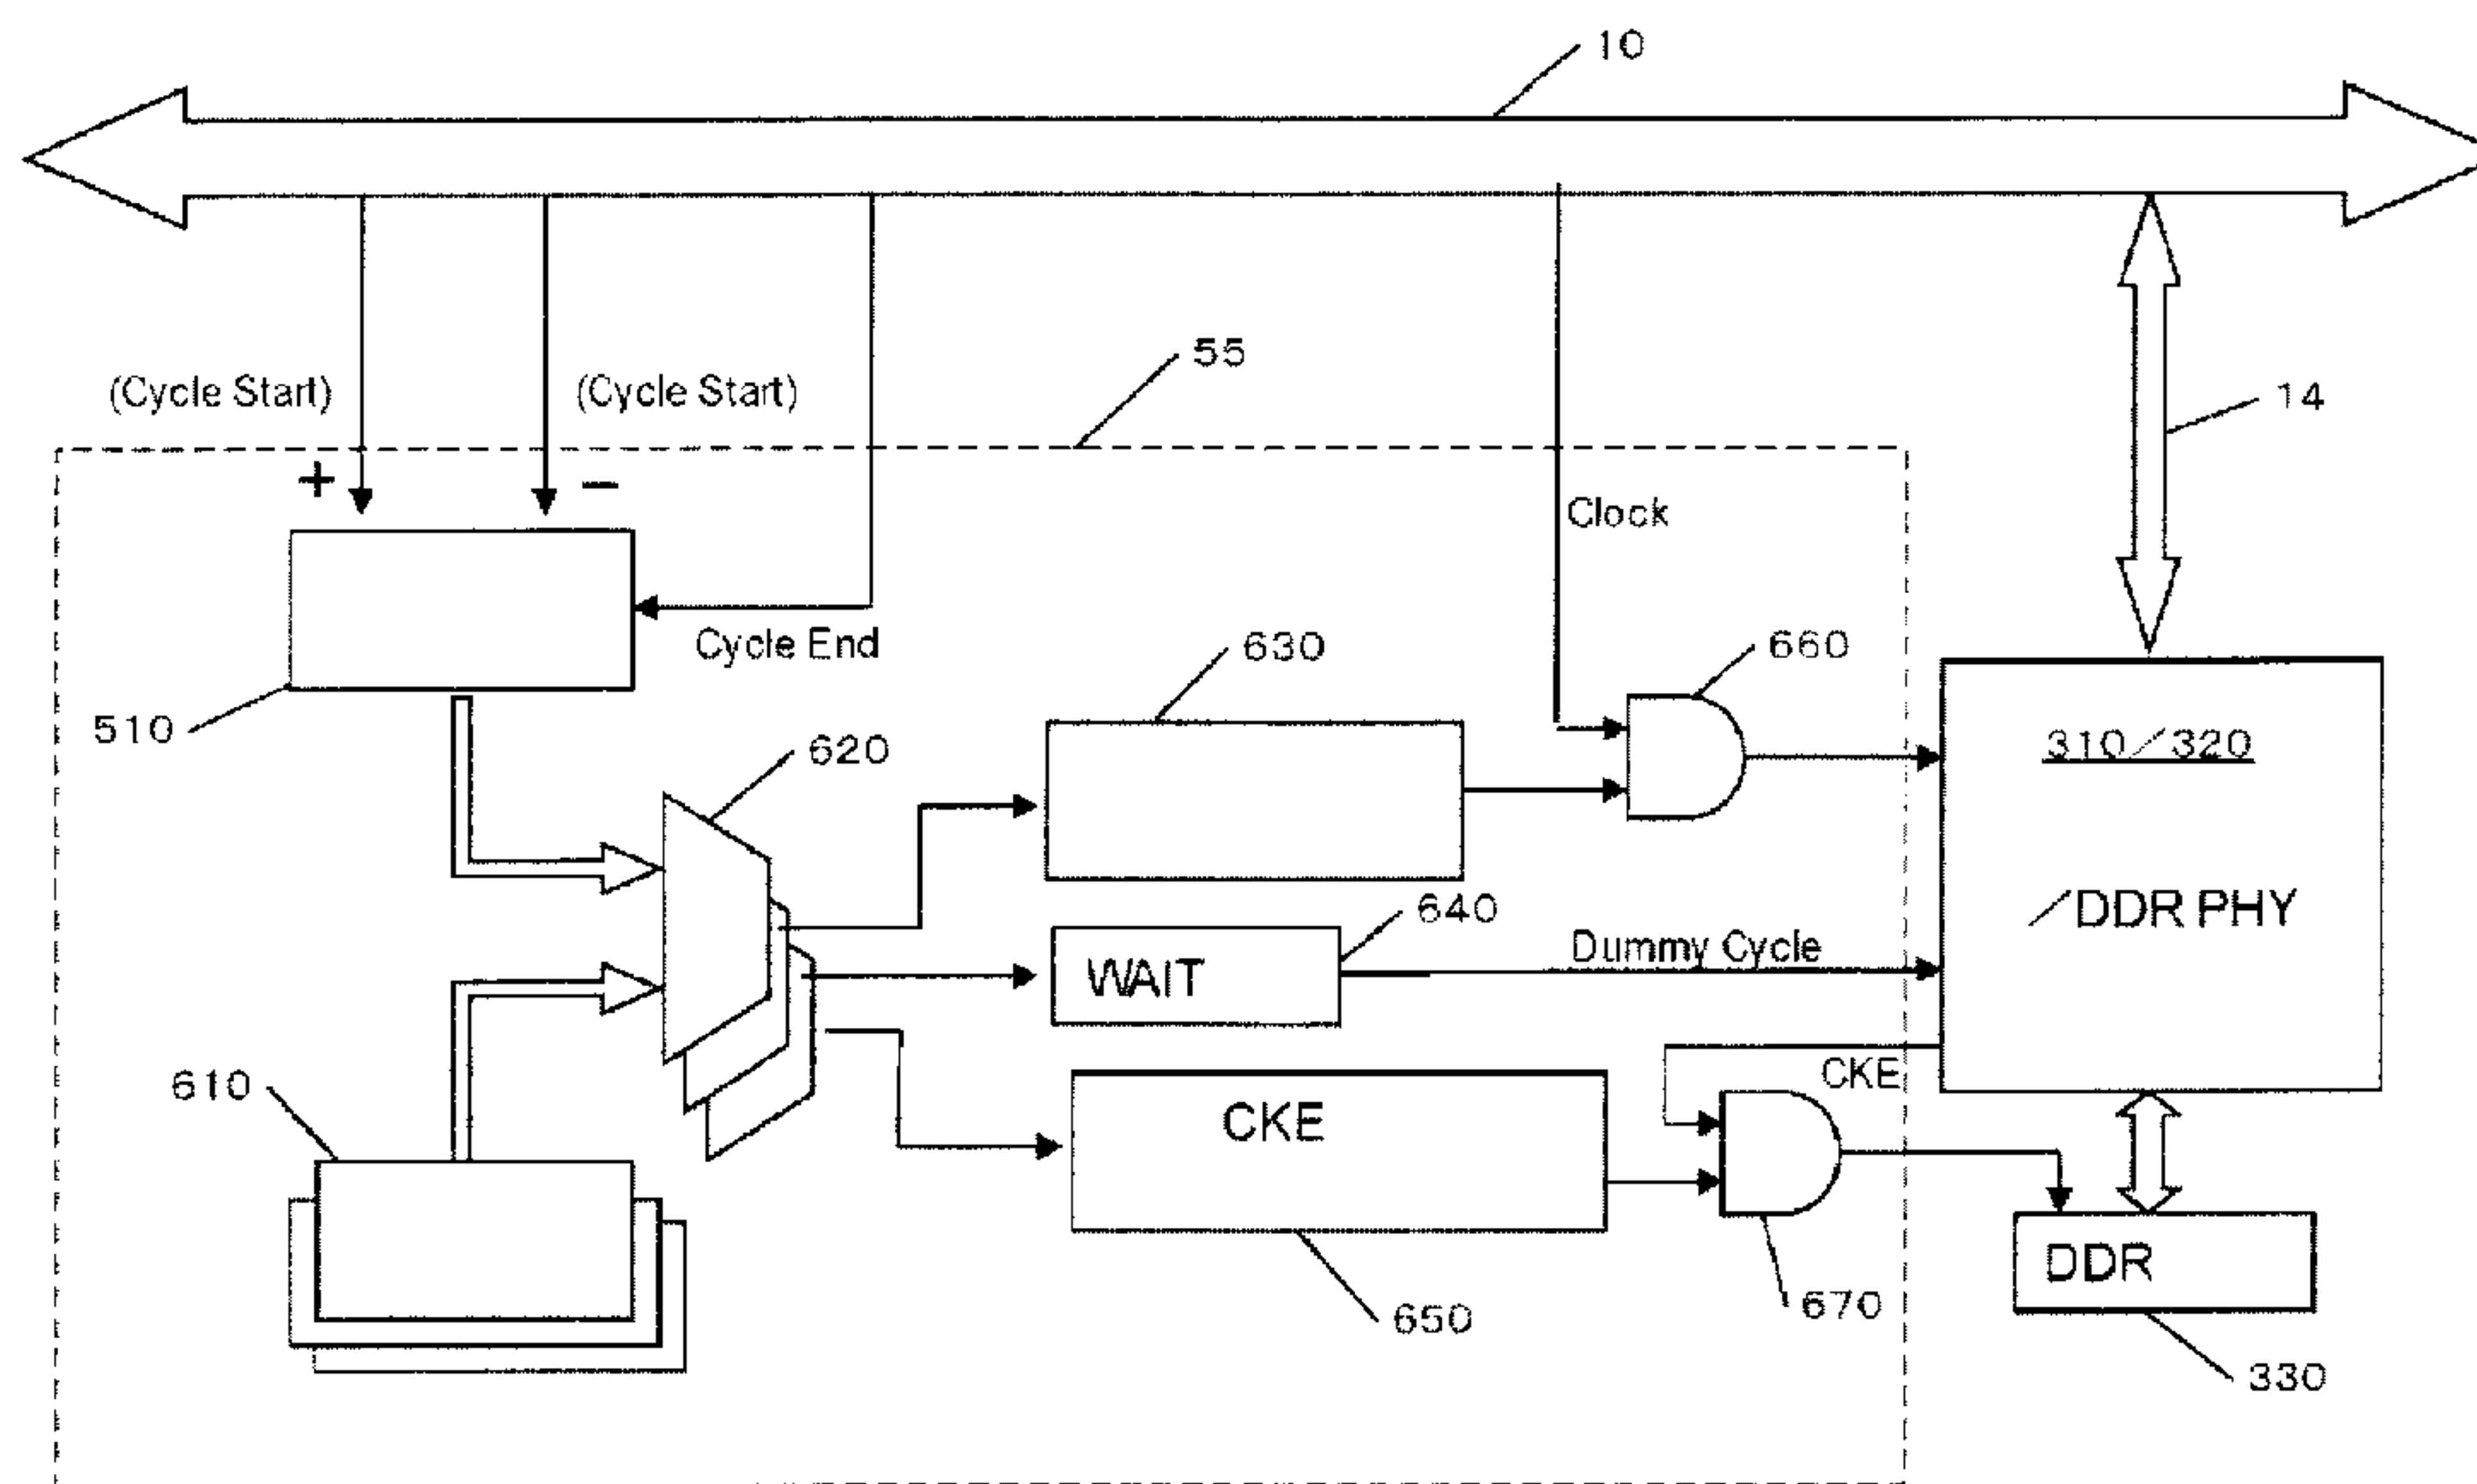 10
(Cycle Start)
(Cycle Start)
55
14
+
−
Clock
Cycle End
510
630
660
620
310/320
/DDR PHY
640
WAIT
Dummy Cycle
610
CKE
CKE
650
670
DDR
330